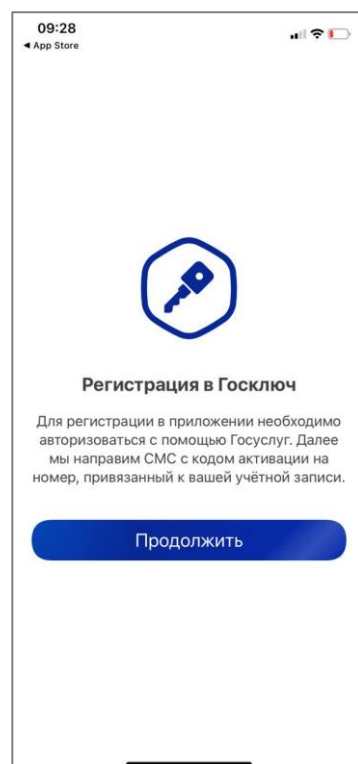 09:28
◀ App Store
Регистрация в Госключ
Для регистрации в приложении необходимо
авторизоваться с помощью Госуслуг. Далее
мы направим СМС с кодом активации на
номер, привязанный к вашей учётной записи.
Продолжить